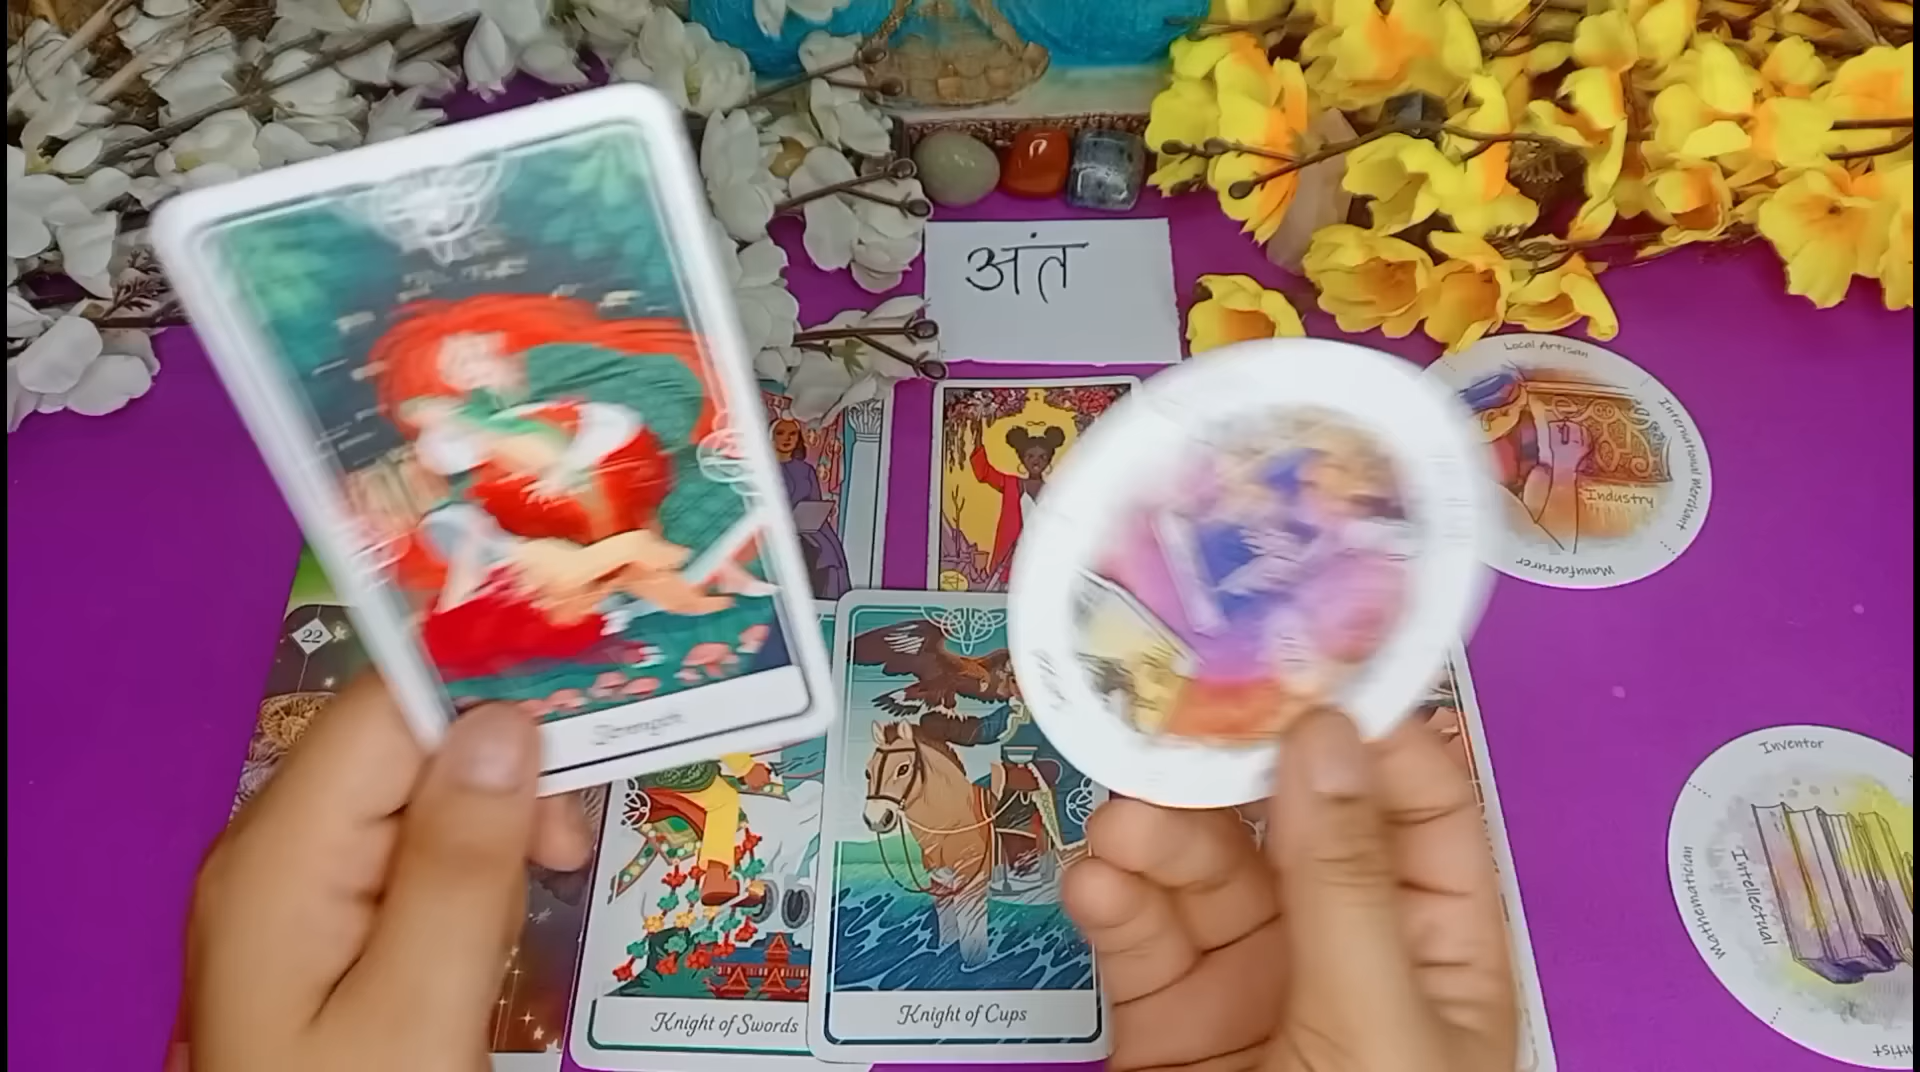 अंत
Local Artisan
International Merchant
Industry
Manufacturer
22
Inventor
Intellectual
Mathematician
Knight of Swords
Knight of Cups